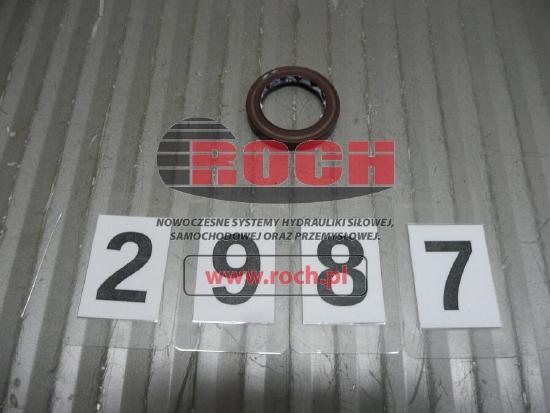 ROCH
NOWOCZESNE SYSTEMY HYDRAULIKI SIŁOWEJ,
SAMOCHODOWEJ ORAZ PRZEMYSŁOWEJ.
2 9 8 7
www.roch.pl